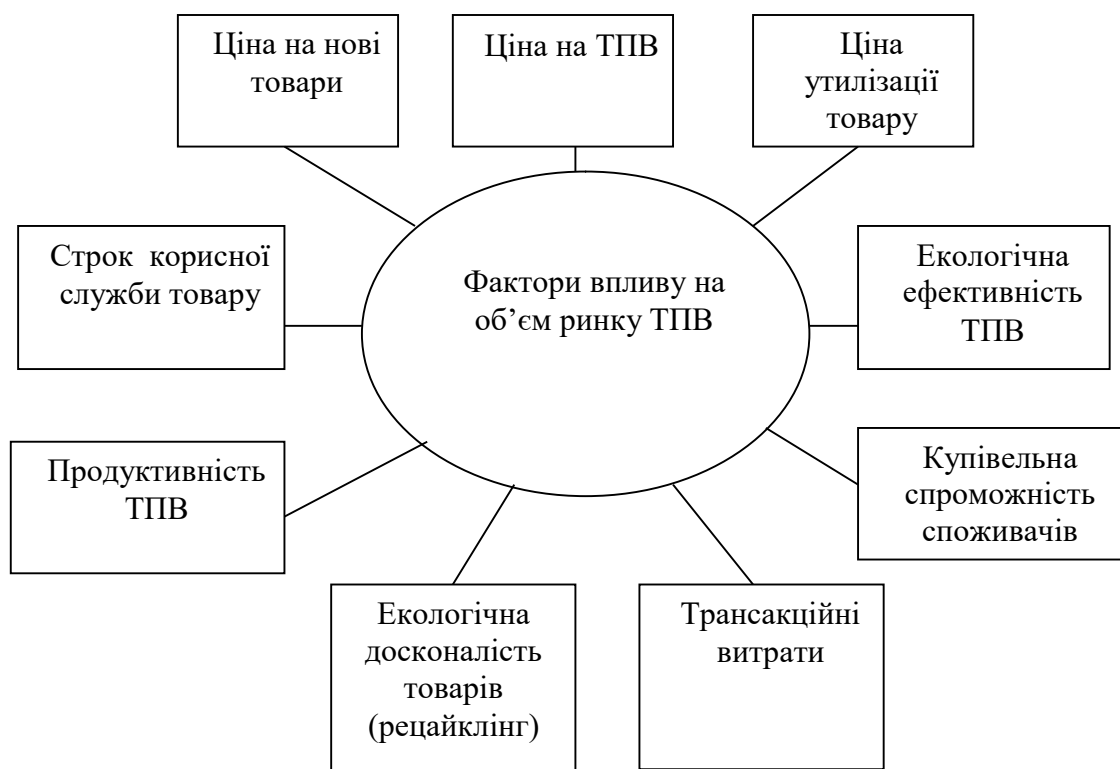 Ціна на нові
товари
Ціна на ТПВ
Ціна
утилізації
товару
Строк корисної
служби товару
Фактори впливу на
об’єм ринку ТПВ
Екологічна
ефективність
ТПВ
Продуктивність
ТПВ
Купівельна
спроможність
споживачів
Екологічна
досконалість
товарів
(рецайклінг)
Трансакційні
витрати